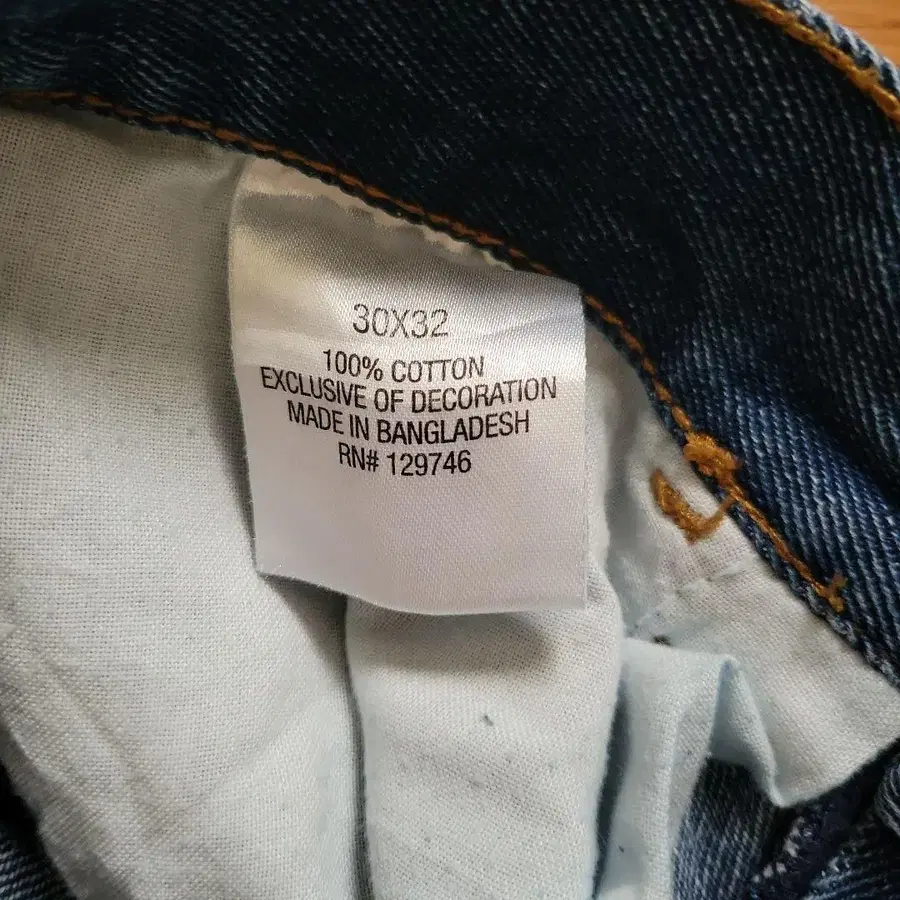 30X32
100% COTTON
EXCLUSIVE OF DECORATION
MADE IN BANGLADESH
RN# 129746